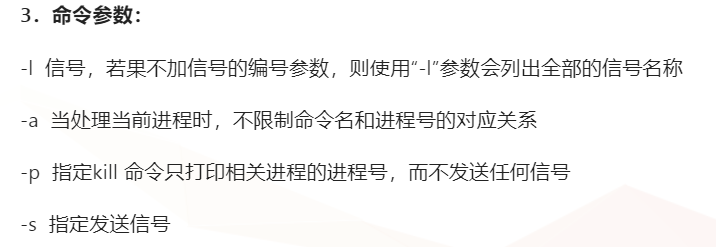 3．命令参数：
-l  信号，若果不加信号的编号参数，则使用“-l”参数会列出全部的信号名称
-a  当处理当前进程时，不限制命令名和进程号的对应关系
-p  指定kill 命令只打印相关进程的进程号，而不发送任何信号
-s  指定发送信号